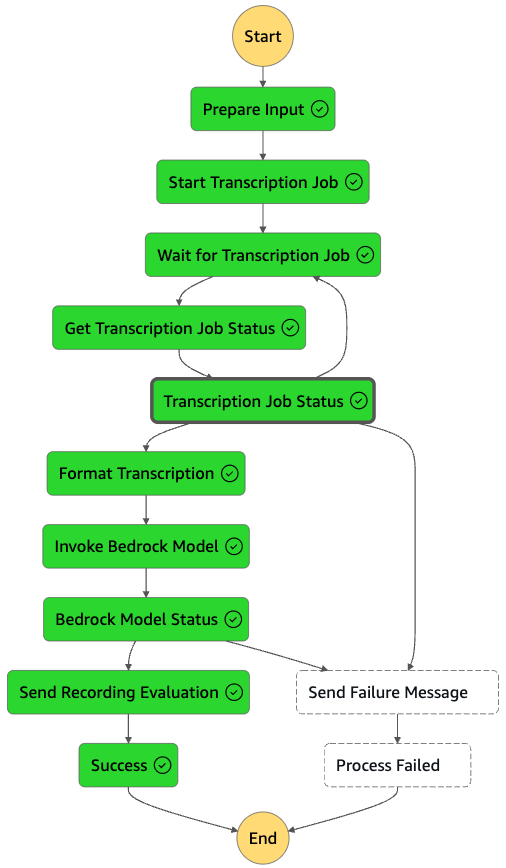 Start
Prepare Input
Start Transcription Job
Wait for Transcription Job
Get Transcription Job Status
Transcription Job Status
Format Transcription
Invoke Bedrock Model
Bedrock Model Status
Send Recording Evaluation
Send Failure Message
Success
Process Failed
End